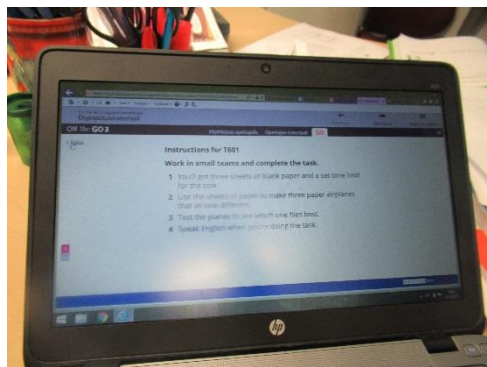 Digiopetusmateriaali
ON THE GO 3
Instructions for T601
Work in small teams and complete the task.
1 You'll get three sheets of blank paper and a set time limit
for the task.
2 Use the sheets of paper to make three paper airplanes
that all look different.
3 Test the planes to see which one flies best.
4 Speak English when you're doing the task.
hp